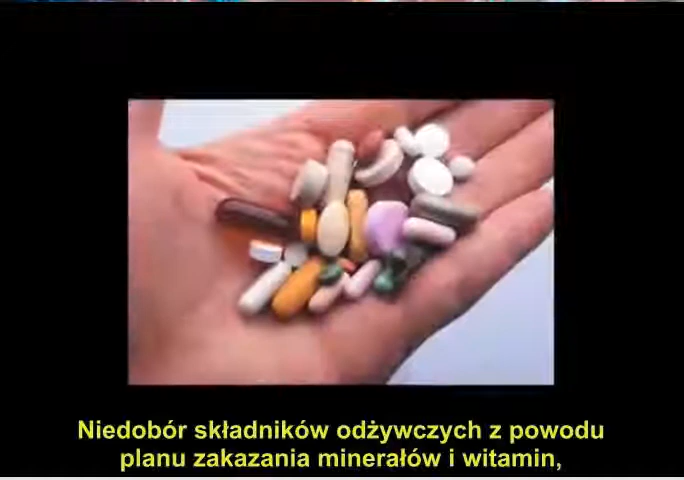 Niedobór składników odżywczych z powodu
planu zakazania minerałów i witamin,